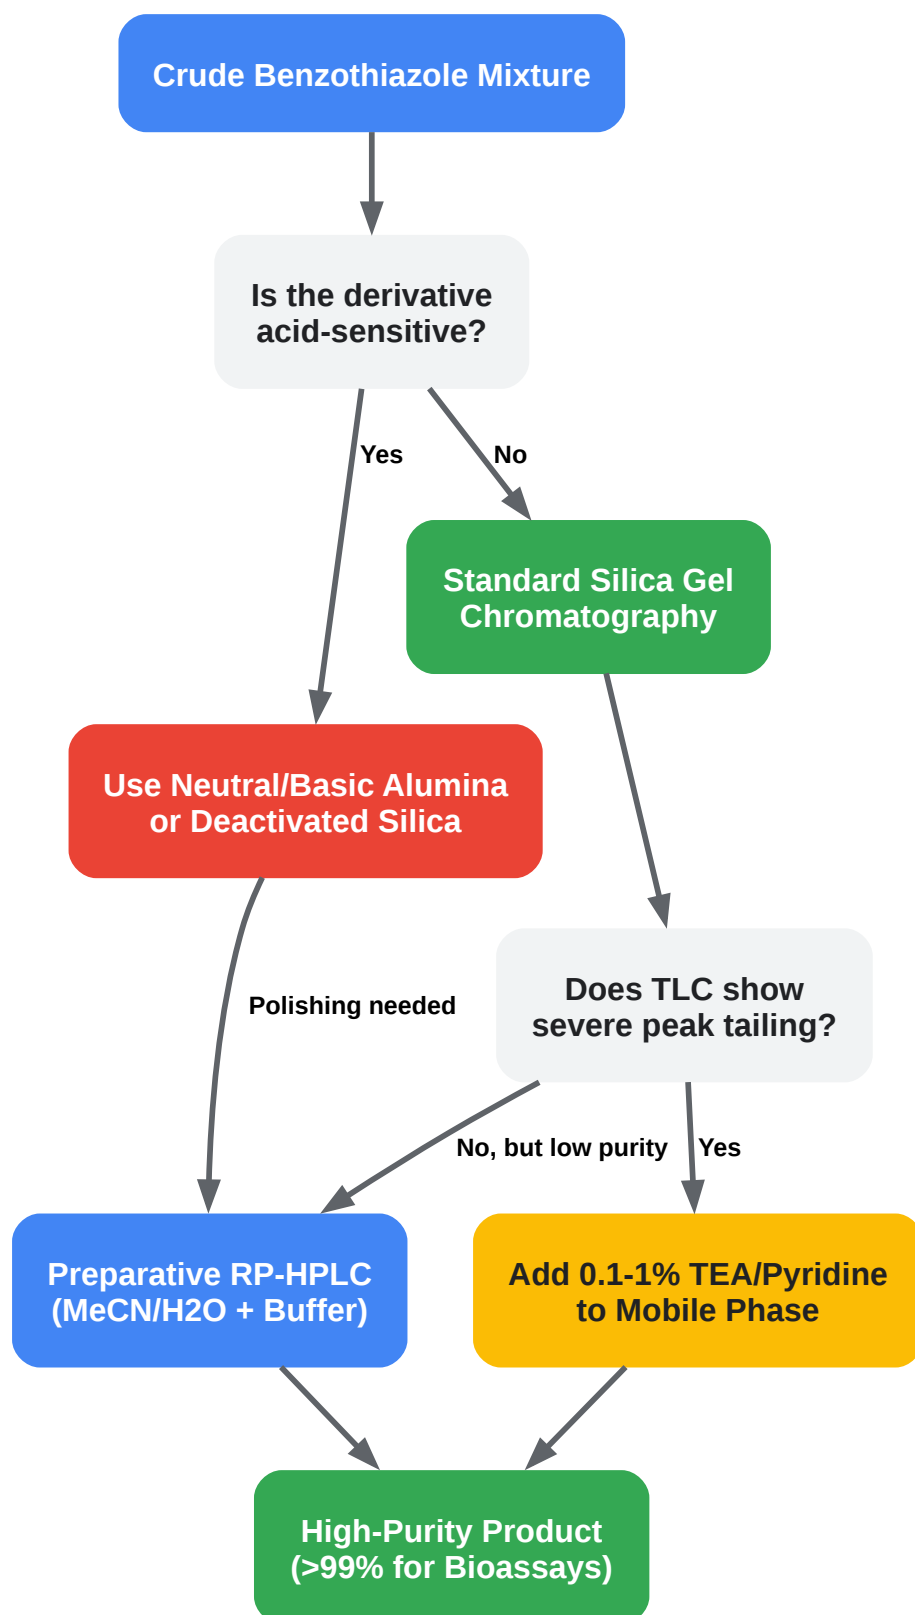 Crude Benzothiazole Mixture
Is the derivative
acid-sensitive?
Yes
No
Standard Silica Gel
Chromatography
Use Neutral/Basic Alumina
or Deactivated Silica
Polishing needed
Does TLC show
severe peak tailing?
No, but low purity
Yes
Preparative RP-HPLC
(MeCN/H2O + Buffer)
Add 0.1-1% TEA/Pyridine
to Mobile Phase
High-Purity Product
(>99% for Bioassays)